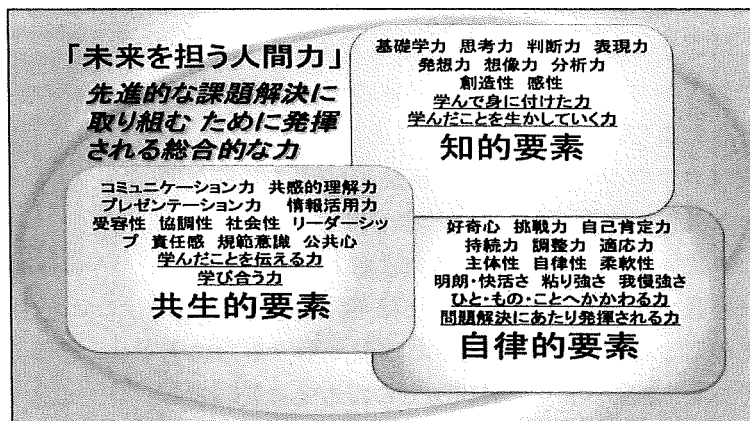 「未来を担う人間力」
先進的な課題解決に
取り組む ために発揮
される総合的な力
基礎学力 思考力 判断力 表現力
発想力 想像力 分析力
創造性 感性
学んで身に付けた力
学んだことを生かしていく力
知的要素
コミュニケーション力 共感的理解力
プレゼンテーション力 情報活用力
受容性 協調性 社会性 リーダーシッ
プ 責任感 規範意識 公共心
学んだことを伝える力
学び合う力
共生的要素
好奇心 挑戦力 自己肯定力
持続力 調整力 適応力
主体性 自律性 柔軟性
明朗・快活さ 粘り強さ 我慢強さ
ひと・もの・ことへかかわる力
問題解決にあたり発揮される力
自律的要素